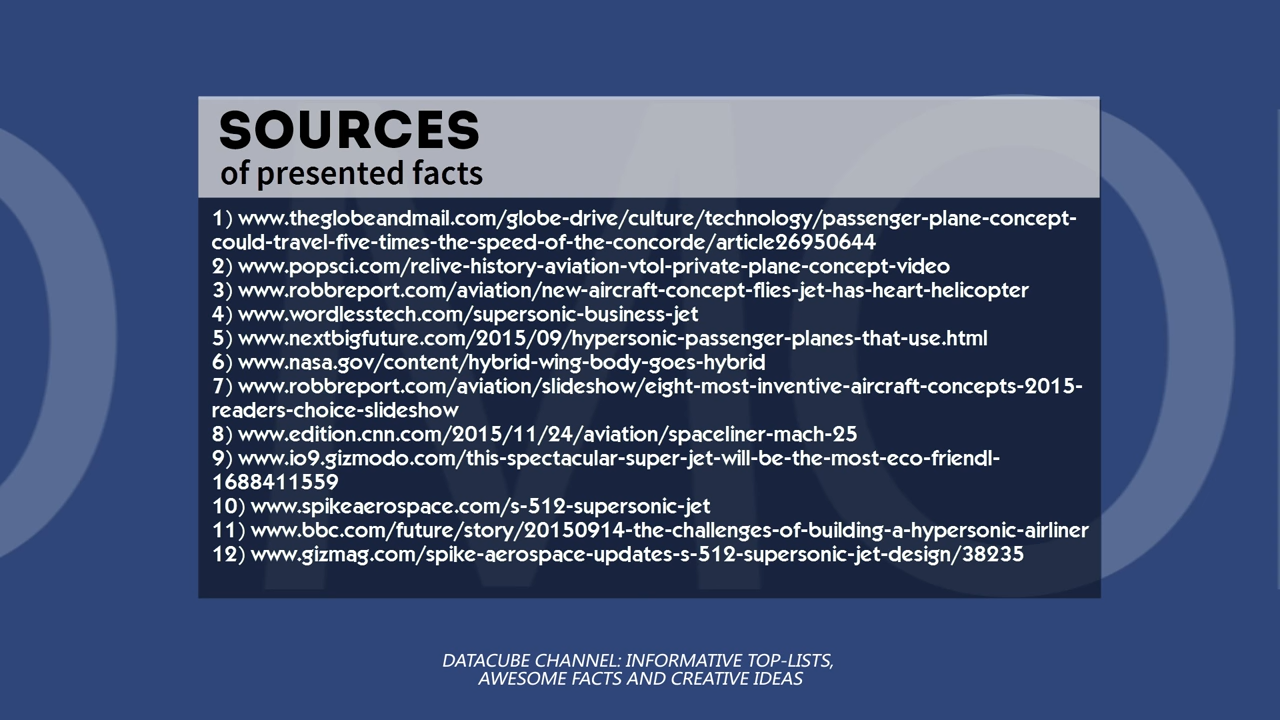 SOURCES
of presented facts
1) www.theglobeandmail.com/globe-drive/culture/technology/passenger-plane-concept-
could-travel-five-times-the-speed-of-the-concorde/article26950644
2) www.popsci.com/relive-history-aviation-vtol-private-plane-concept-video
3) www.robbreport.com/aviation/new-aircraft-concept-flies-jet-has-heart-helicopter
4) www.wordlesstech.com/supersonic-business-jet
5) www.nextbigfuture.com/2015/09/hypersonic-passenger-planes-that-use.html
6) www.nasa.gov/content/hybrid-wing-body-goes-hybrid
7) www.robbreport.com/aviation/slideshow/eight-most-inventive-aircraft-concepts-2015-
readers-choice-slideshow
8) www.edition.cnn.com/2015/11/24/aviation/spaceliner-mach-25
9) www.io9.gizmodo.com/this-spectacular-super-jet-will-be-the-most-eco-friendl-
1688411559
10) www.spikeaerospace.com/s-512-supersonic-jet
11) www.bbc.com/future/story/20150914-the-challenges-of-building-a-hypersonic-airliner
12) www.gizmag.com/spike-aerospace-updates-s-512-supersonic-jet-design/38235
DATACUBE CHANNEL: INFORMATIVE TOP-LISTS,
AWESOME FACTS AND CREATIVE IDEAS